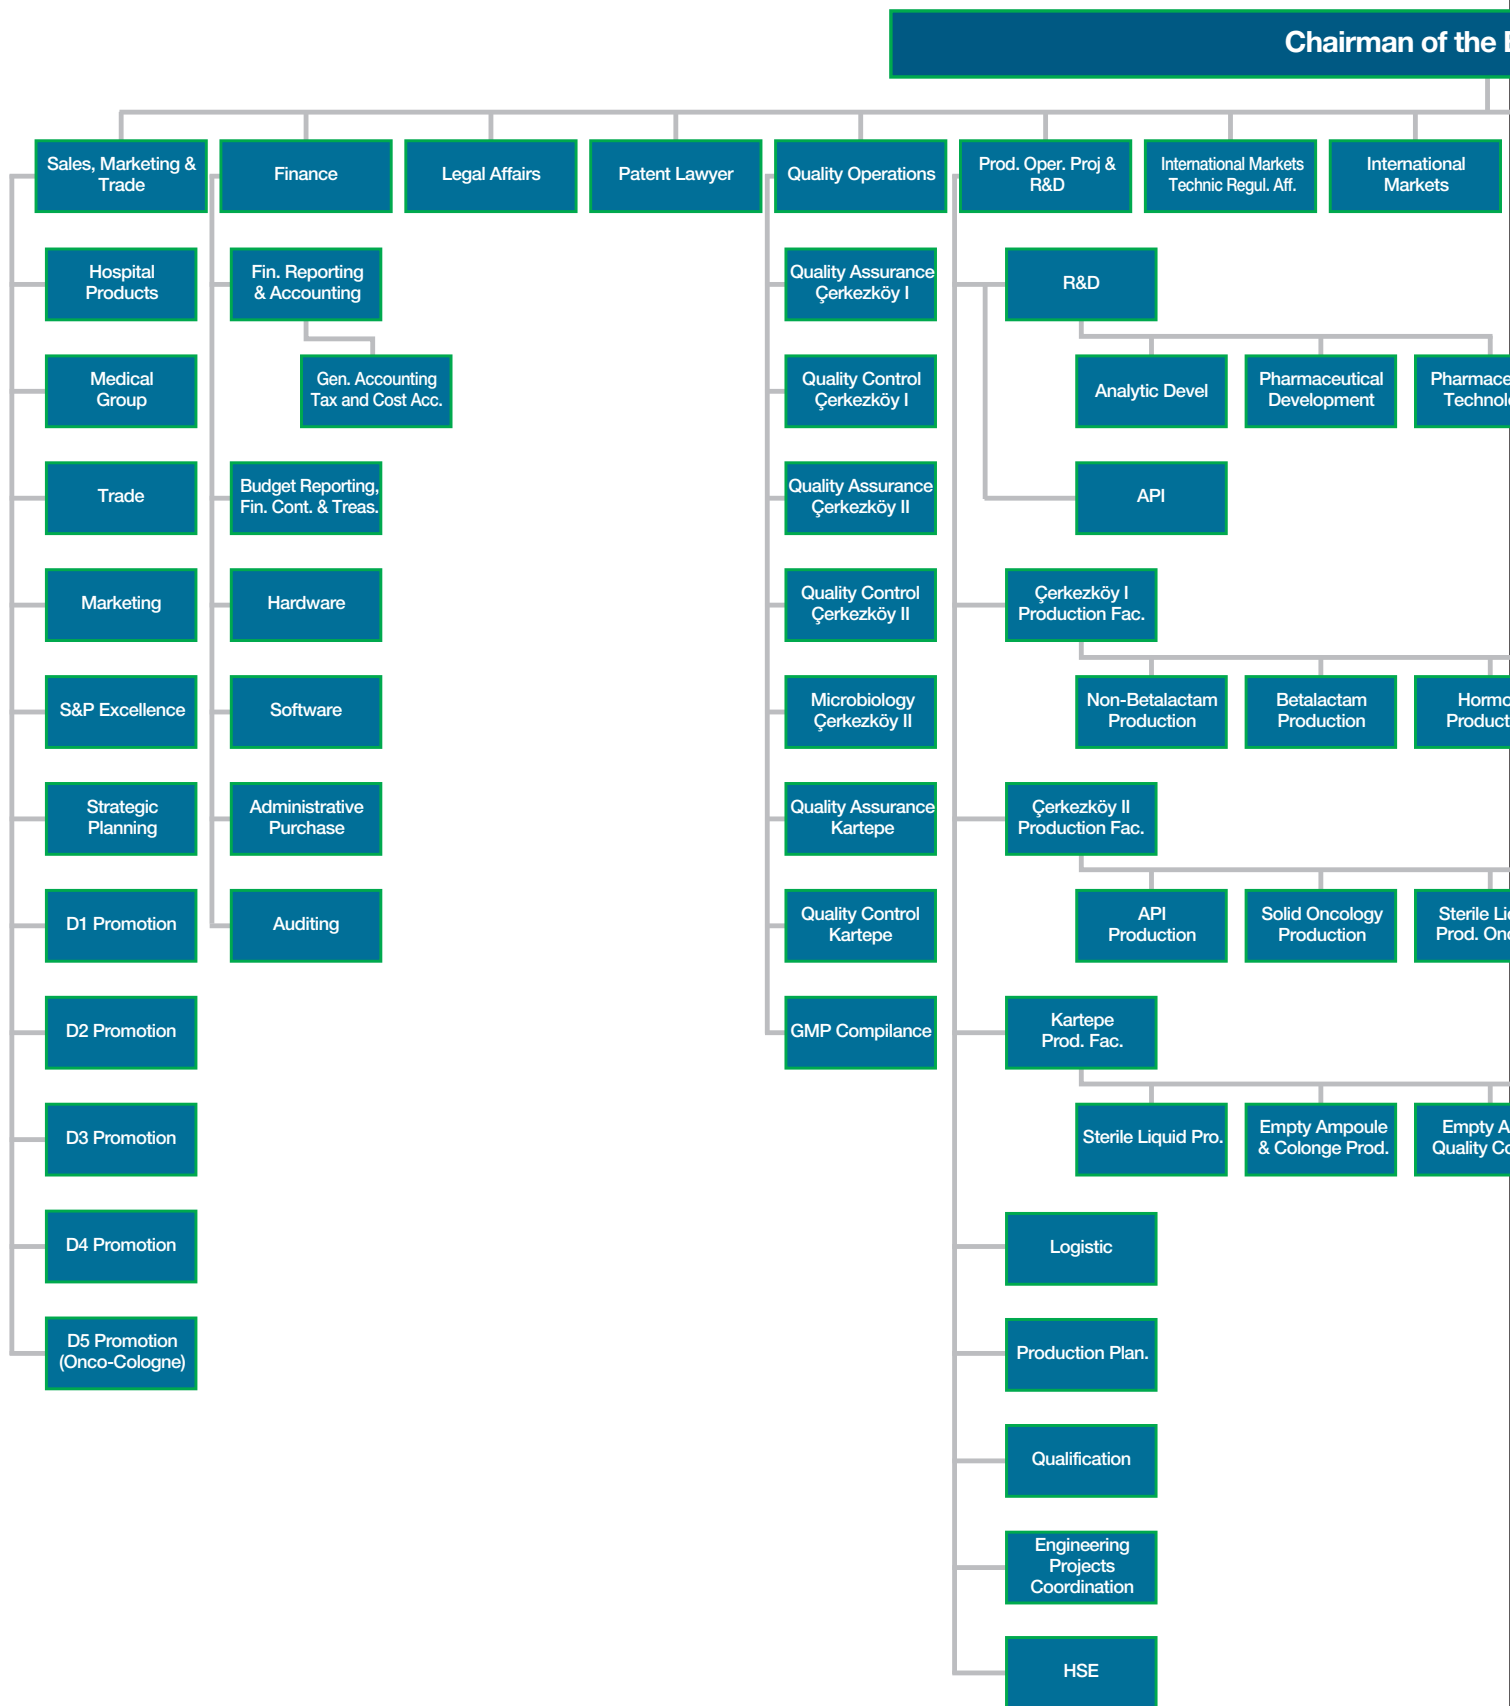 Chairman of the
Sales, Marketing &
Trade
Finance
Legal Affairs
Patent Lawyer
Quality Operations
Prod. Oper. Proj &
R&D
International Markets
Technic Regul. Aff.
International
Markets
Hospital
Products
Fin. Reporting
& Accounting
Quality Assurance
Çerkezköy I
R&D
Medical
Group
Gen. Accounting
Tax and Cost Acc.
Quality Control
Çerkezköy I
Analytic Devel
Pharmaceutical
Development
Trade
Budget Reporting,
Fin. Cont. & Treas.
Quality Assurance
Çerkezköy II
API
Marketing
Hardware
Quality Control
Çerkezköy II
Çerkezköy I
Production Fac.
S&P Excellence
Software
Microbiology
Çerkezköy II
Non-Betalactam
Production
Betalactam
Production
Strategic
Planning
Administrative
Purchase
Quality Assurance
Kartepe
Çerkezköy II
Production Fac.
D1 Promotion
Auditing
Quality Control
Kartepe
API
Production
Solid Oncology
Production
Sterile
Prod.
D2 Promotion
GMP Compilance
Kartepe
Prod. Fac.
D3 Promotion
Sterile Liquid Pro.
Empty Ampoule
& Colonge Prod.
Empty
Quality
D4 Promotion
Logistic
D5 Promotion
(Onco-Cologne)
Production Plan.
Qualification
Engineering
Projects
Coordination
HSE